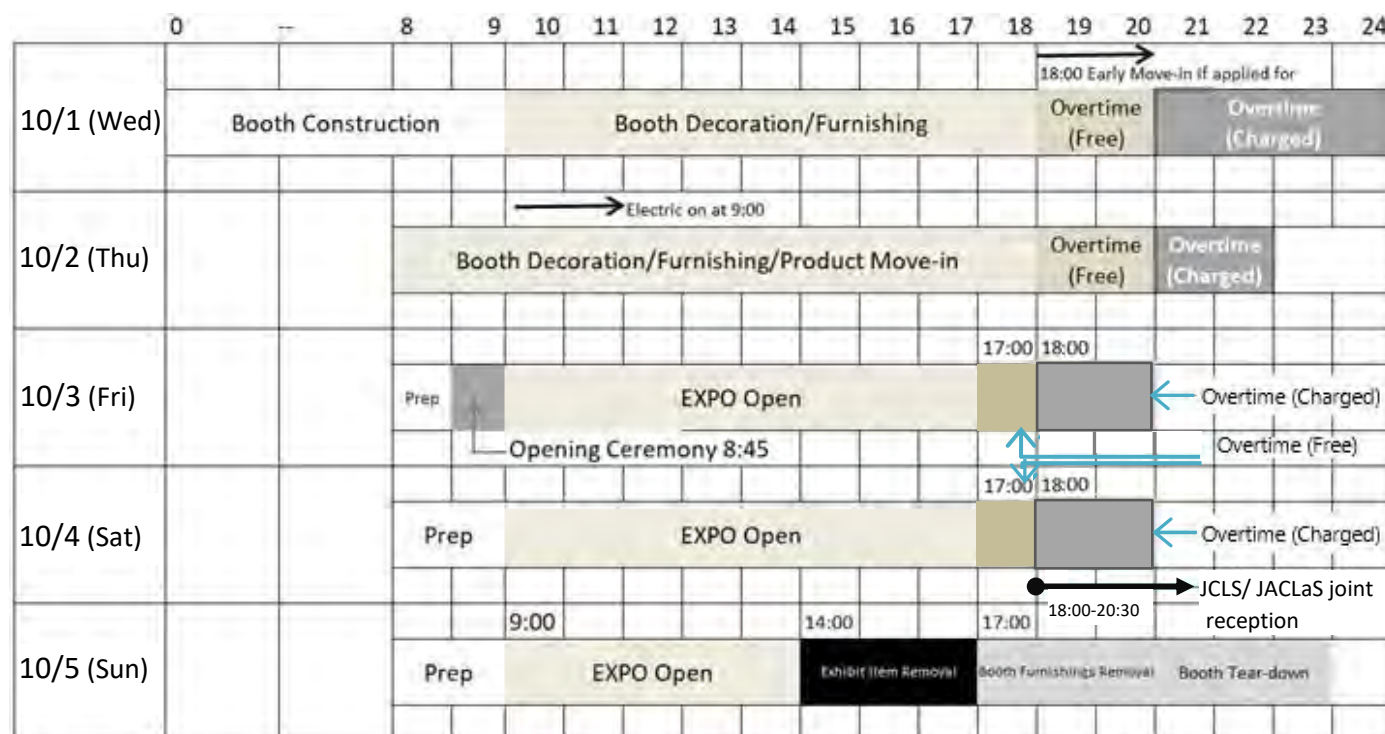 0 -- 8 9 10 11 12 13 14 15 16 17 18 19 20 21 22 23 24
18:00 Early Move-in if applied for
10/1 (Wed) Booth Construction Booth Decoration/Furnishing Overtime (Free) Overtime (Charged)
Electric on at 9:00
10/2 (Thu) Booth Decoration/Furnishing/Product Move-in Overtime (Free) Overtime (Charged)
17:00 18:00
10/3 (Fri) Prep EXPO Open Overtime (Charged)
Opening Ceremony 8:45 Overtime (Free)
17:00 18:00
10/4 (Sat) Prep EXPO Open Overtime (Charged)
18:00-20:30 JCLS/ JACLaS joint reception
9:00 14:00 17:00
10/5 (Sun) Prep EXPO Open Exhibit Item Removal Booth Furnishings Removal Booth Tear-down